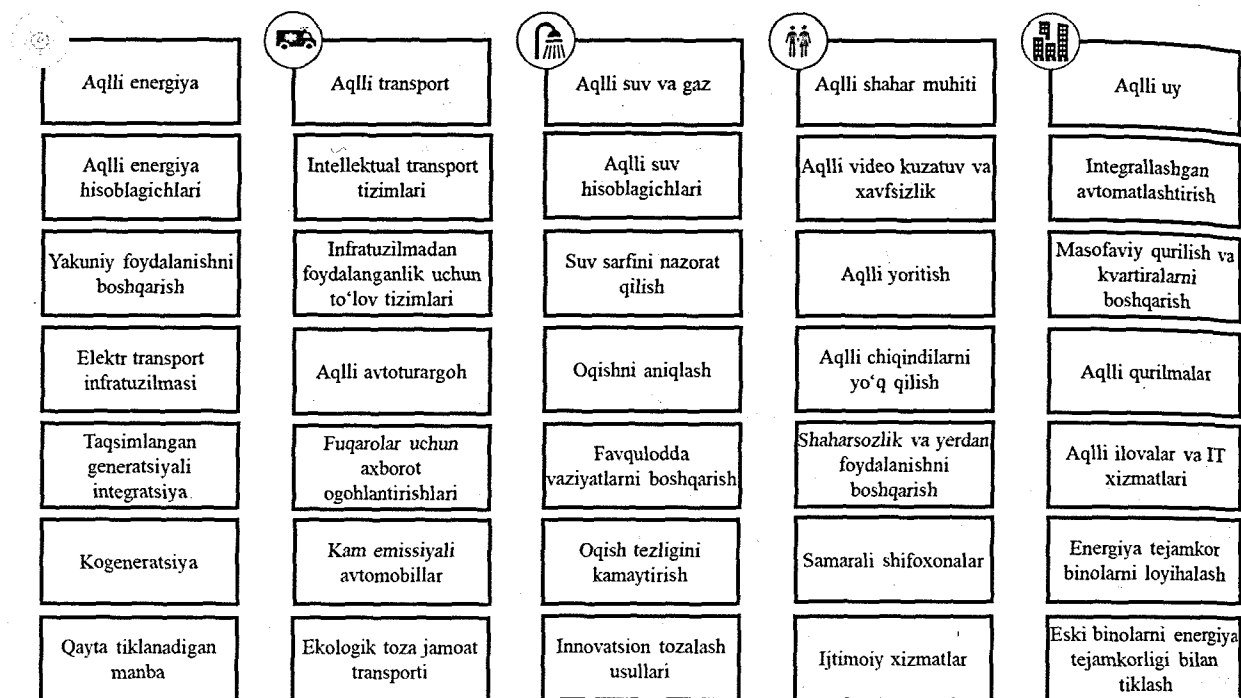 Aqlli energiya
Aqlli energiya
hisoblagichlari
Yakuniy foydalanishni
boshqarish
Elektr transport
infratuzilmasi
Taqsimlangan
generatsiyali
integratsiya
Kogeneratsiya
Qayta tiklanadigan
manba
Aqlli transport
Intellektual transport
tizimlari
Infratuzilmadan
foydalanganlik uchun
to‘lov tizimlari
Aqlli avtoturargoh
Fuqarolar uchun
axborot
ogohlantirishlari
Kam emissiyali
avtomobillar
Ekologik toza jamoat
transporti
Aqlli suv va gaz
Aqlli suv
hisoblagichlari
Suv sarfini nazorat
qilish
Oqishni aniqlash
Favqulodda
vaziyatlarni boshqarish
Oqish tezligini
kamaytirish
Innovatsion tozalash
usullari
Aqlli shahar muhiti
Aqlli video kuzatuv va
xavfsizlik
Aqlli yoritish
Aqlli chiqindilarni
yo‘q qilish
Shaharsozlik va yerdan
foydalanishni
boshqarish
Samarali shifoxonalar
Ijtimoiy xizmatlar
Aqlli uy
Integrallashgan
avtomatlashtirish
Masofaviy qurilish va
kvartiralarni
boshqarish
Aqlli qurilmalar
Aqlli ilovalar va IT
xizmatlari
Energiya tejamkor
binolarni loyihalash
Eski binolarni energiya
tejamkorligi bilan
tiklash